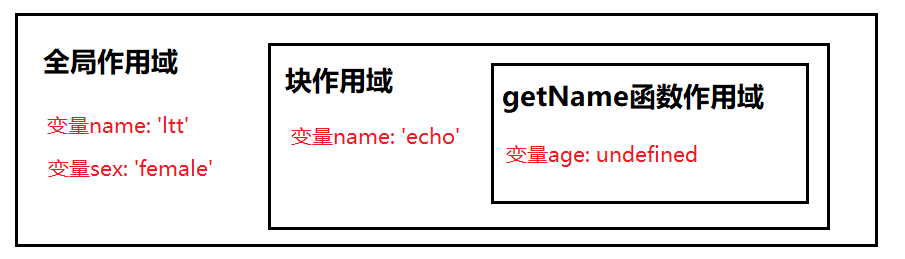 全局作用域
变量name: 'ltt'
变量sex: 'female'
块作用域
变量name: 'echo'
getName函数作用域
变量age: undefined